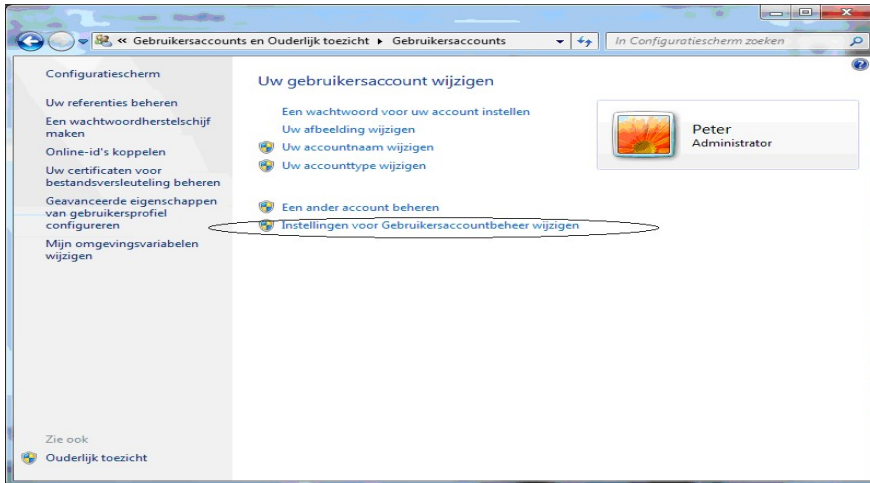 « Gebruikersaccounts en Ouderlijk toezicht ▸ Gebruikersaccounts
In Configuratiescherm zoeken
Configuratiescherm
Uw referenties beheren
Een wachtwoordherstelschijf
maken
Online-id's koppelen
Uw certificaten voor
bestandsversleuteling beheren
Geavanceerde eigenschappen
van gebruikersprofiel
configureren
Mijn omgevingsvariabelen
wijzigen
Zie ook
Ouderlijk toezicht
Uw gebruikersaccount wijzigen
Een wachtwoord voor uw account instellen
Uw afbeelding wijzigen
Uw accountnaam wijzigen
Uw accounttype wijzigen
Een ander account beheren
Instellingen voor Gebruikersaccountbeheer wijzigen
Peter
Administrator